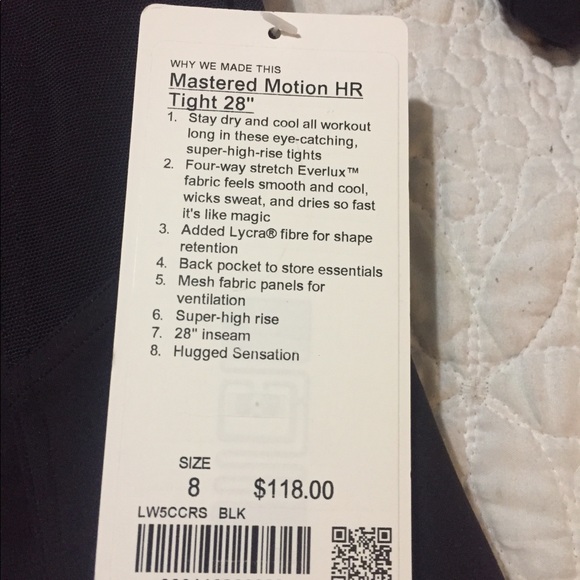 WHY WE MADE THIS
Mastered Motion HR
Tight 28"
1. Stay dry and cool all workout
long in these eye-catching,
super-high-rise tights
2. Four-way stretch Everlux™
fabric feels smooth and cool,
wicks sweat, and dries so fast
it's like magic
3. Added Lycra® fibre for shape
retention
4. Back pocket to store essentials
5. Mesh fabric panels for
ventilation
6. Super-high rise
7. 28" inseam
8. Hugged Sensation
SIZE
8 $118.00
LW5CCRS BLK